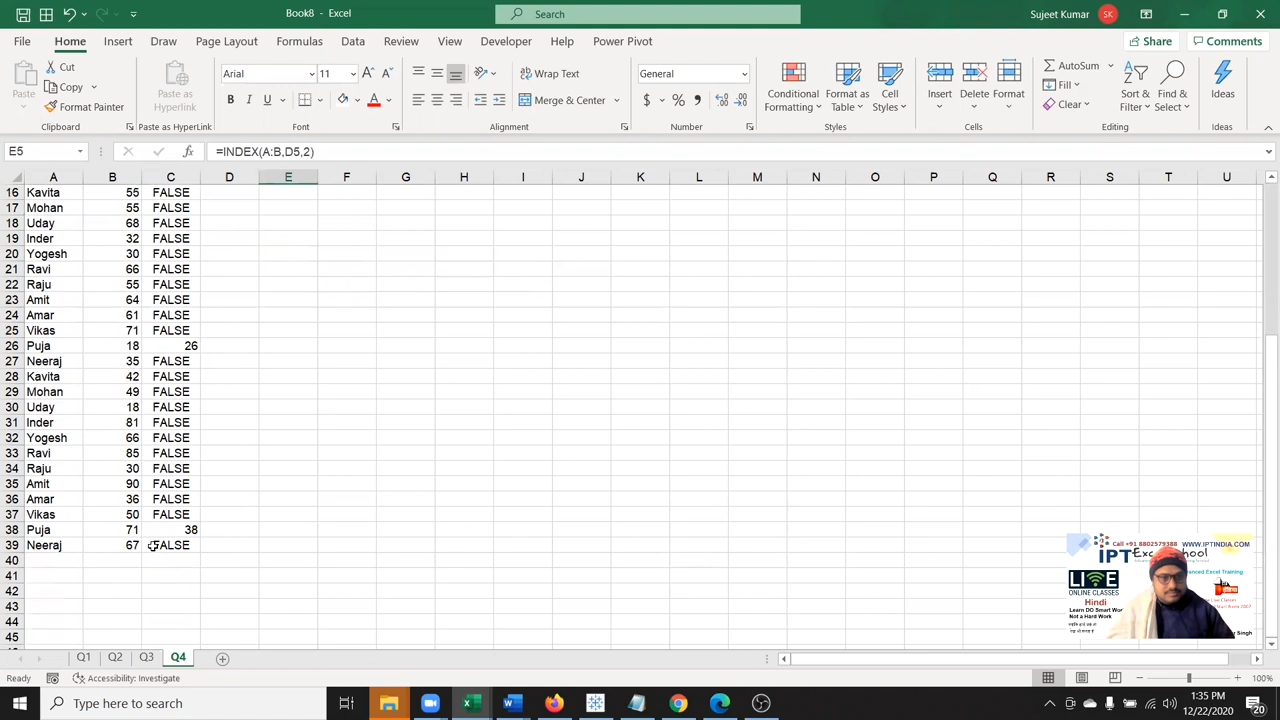 Book8 - Excel
Search
Sujeet Kumar
SK
File Home Insert Draw Page Layout Formulas Data Review View Developer Help Power Pivot
Share
Comments
Paste
Cut
Copy
Format Painter
Clipboard
Paste as Hyperlink
Paste as HyperLink
Arial 11
B I U
Font
Wrap Text
Merge & Center
Alignment
General
$ % ,
Number
Conditional Formatting
Format as Table
Cell Styles
Styles
Insert Delete Format
Cells
AutoSum
Fill
Clear
Sort & Filter
Find & Select
Editing
Ideas
Ideas
E5 =INDEX(A:B,D5,2)
A B C D E F G H I J K L M N O P Q R S T U
16 Kavita 55 FALSE
17 Mohan 55 FALSE
18 Uday 68 FALSE
19 Inder 32 FALSE
20 Yogesh 30 FALSE
21 Ravi 66 FALSE
22 Raju 55 FALSE
23 Amit 64 FALSE
24 Amar 61 FALSE
25 Vikas 71 FALSE
26 Puja 18 26
27 Neeraj 35 FALSE
28 Kavita 42 FALSE
29 Mohan 49 FALSE
30 Uday 18 FALSE
31 Inder 81 FALSE
32 Yogesh 66 FALSE
33 Ravi 85 FALSE
34 Raju 30 FALSE
35 Amit 90 FALSE
36 Amar 36 FALSE
37 Vikas 50 FALSE
38 Puja 71 38
39 Neeraj 67 FALSE
40
41
42
43
44
45
Call +91 8802579388 WWW.IPTINDIA.COM
IPT
LIVE
ONLINE CLASSES
Hindi
Learn DO Smart Wor
Not a Hard Work
Q1 Q2 Q3 Q4
Ready
Accessibility: Investigate
100%
Type here to search
1:35 PM
12/22/2020
20